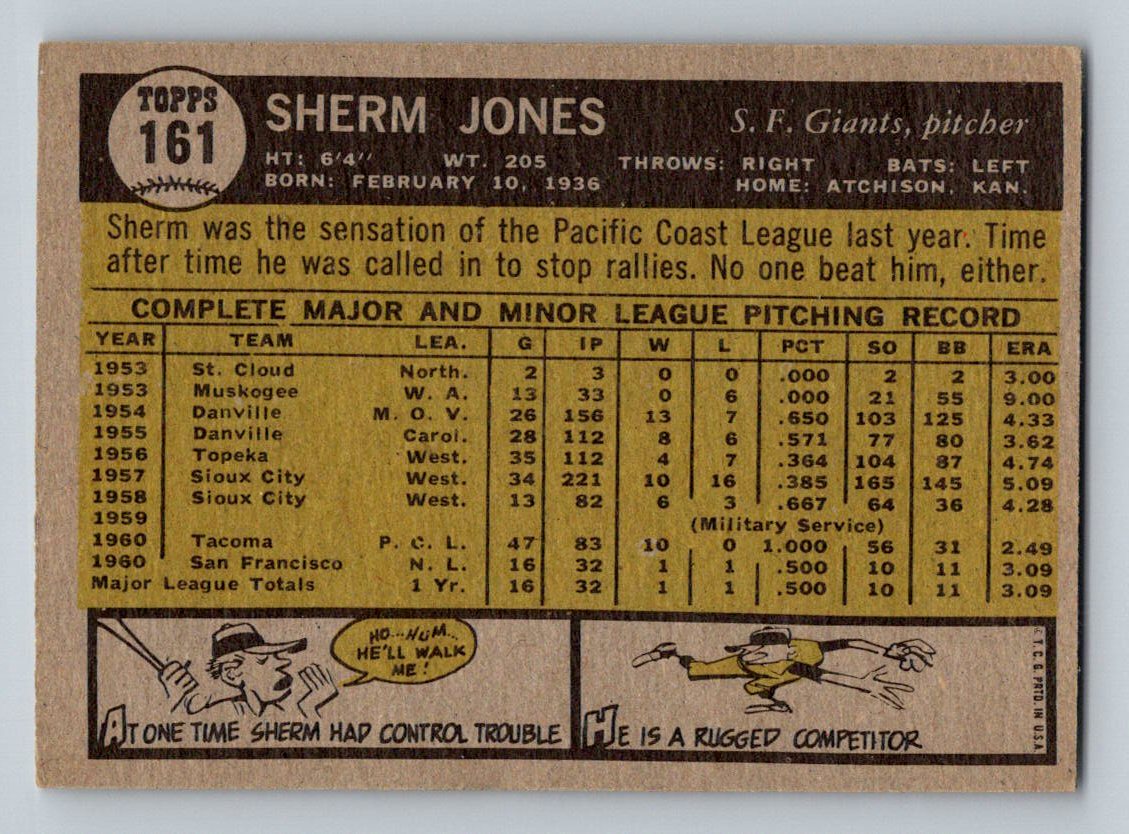 TOPPS
161
SHERM JONES S. F. Giants, pitcher
HT: 6'4" WT. 205 THROWS: RIGHT BATS: LEFT
BORN: FEBRUARY 10, 1936 HOME: ATCHISON, KAN.
Sherm was the sensation of the Pacific Coast League last year. Time
after time he was called in to stop rallies. No one beat him, either.
COMPLETE MAJOR AND MINOR LEAGUE PITCHING RECORD
YEAR TEAM LEA. G IP W L PCT SO BB ERA
1953 St. Cloud North. 2 3 0 0 .000 2 2 3.00
1953 Muskogee W. A. 13 33 0 6 .000 21 55 9.00
1954 Danville M. O. V. 26 156 13 7 .650 103 125 4.33
1955 Danville Carol. 28 112 8 6 .571 77 80 3.62
1956 Topeka West. 35 112 4 7 .364 104 87 4.74
1957 Sioux City West. 34 221 10 16 .385 165 145 5.09
1958 Sioux City West. 13 82 6 3 .667 64 36 4.28
1959 (Military Service)
1960 Tacoma P. C. L. 47 83 10 0 1.000 56 31 2.49
1960 San Francisco N. L. 16 32 1 1 .500 10 11 3.09
Major League Totals 1 Yr. 16 32 1 1 .500 10 11 3.09
HO...HUM...
HE'LL WALK
ME!
AT ONE TIME SHERM HAD CONTROL TROUBLE
HE IS A RUGGED COMPETITOR
© T. C. G. PRTD. IN U.S.A.